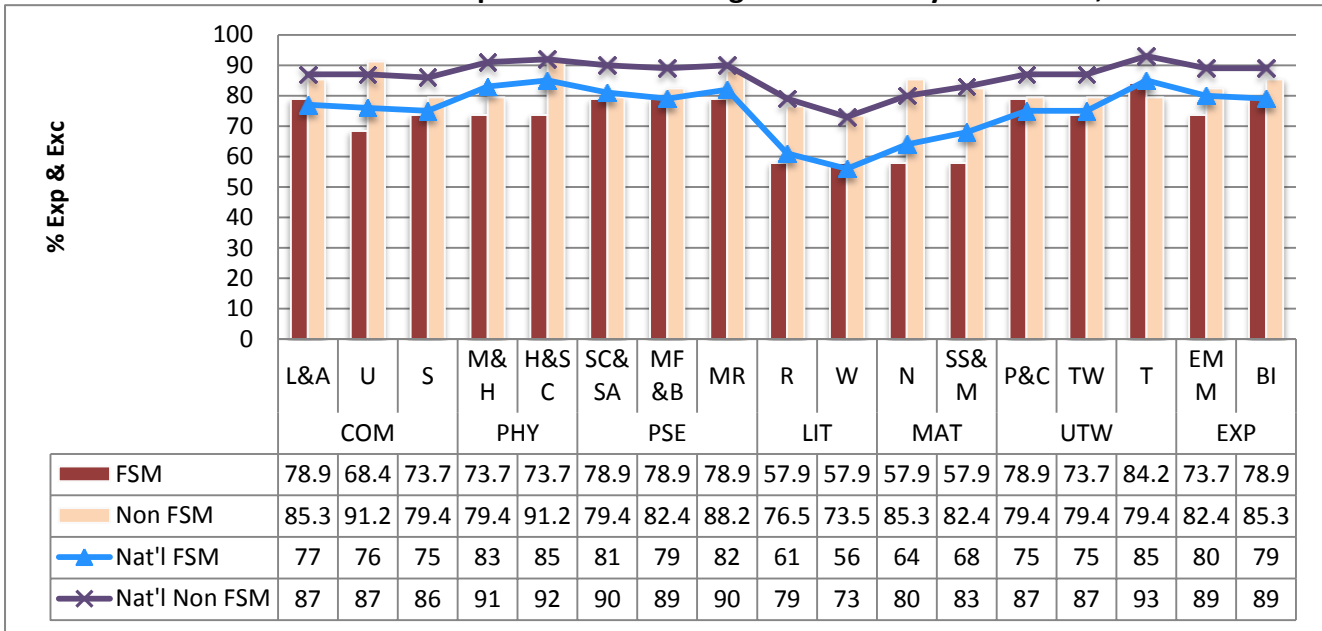 100
90
80
70
60
50
40
30
20
10
0
% Exp & Exc
L&A U S M& H H&S C SC& SA MF &B MR R W N SS& M P&C TW T EM M BI
COM PHY PSE LIT MAT UTW EXP
FSM 78.9 68.4 73.7 73.7 73.7 78.9 78.9 78.9 57.9 57.9 57.9 57.9 78.9 73.7 84.2 73.7 78.9
Non FSM 85.3 91.2 79.4 79.4 91.2 79.4 82.4 88.2 76.5 73.5 85.3 82.4 79.4 79.4 79.4 82.4 85.3
Nat'l FSM 77 76 75 83 85 81 79 82 61 56 64 68 75 75 85 80 79
Nat'l Non FSM 87 87 86 91 92 90 89 90 79 73 80 83 87 87 93 89 89